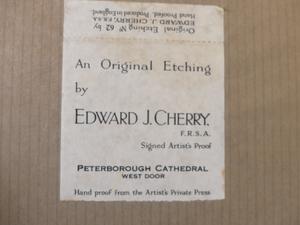 Original Etching Nº 62 by
EDWARD J. CHERRY, F.R.S.A.
Hand Printed. Produced in England.
An Original Etching
by
EDWARD J. CHERRY,
F.R.S.A.
Signed Artist's Proof
PETERBOROUGH CATHEDRAL
WEST DOOR
Hand proof from the Artist's Private Press